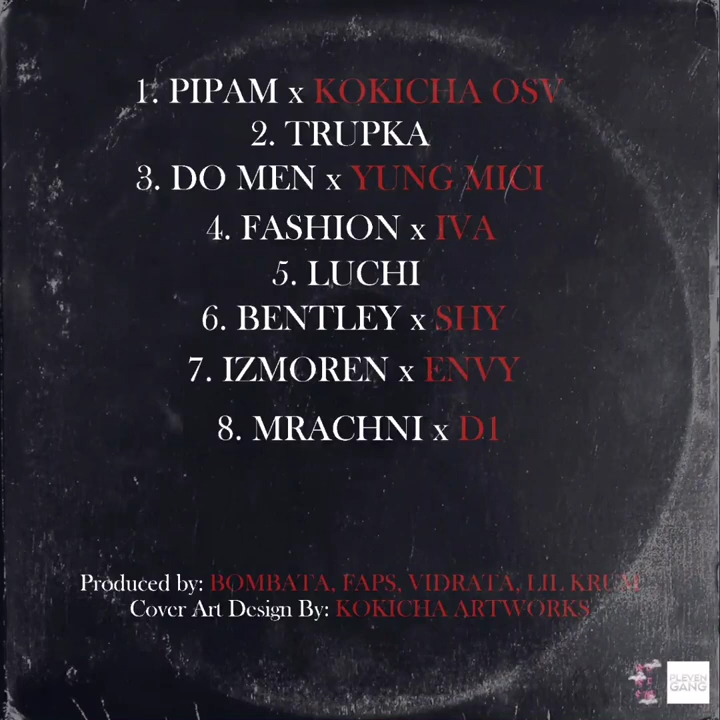 1. PIPAM x KOKICHA OSV
2. TRUPKA
3. DO MEN x YUNG MICI
4. FASHION x IVA
5. LUCHI
6. BENTLEY x SHY
7. IZMOREN x ENVY
8. MRACHNI x D1
Produced by: BOMBATA, FAPS, VIDRATA, LIL KRUM
Cover Art Design By: KOKICHA ARTWORKS
PLEVEN
GANG